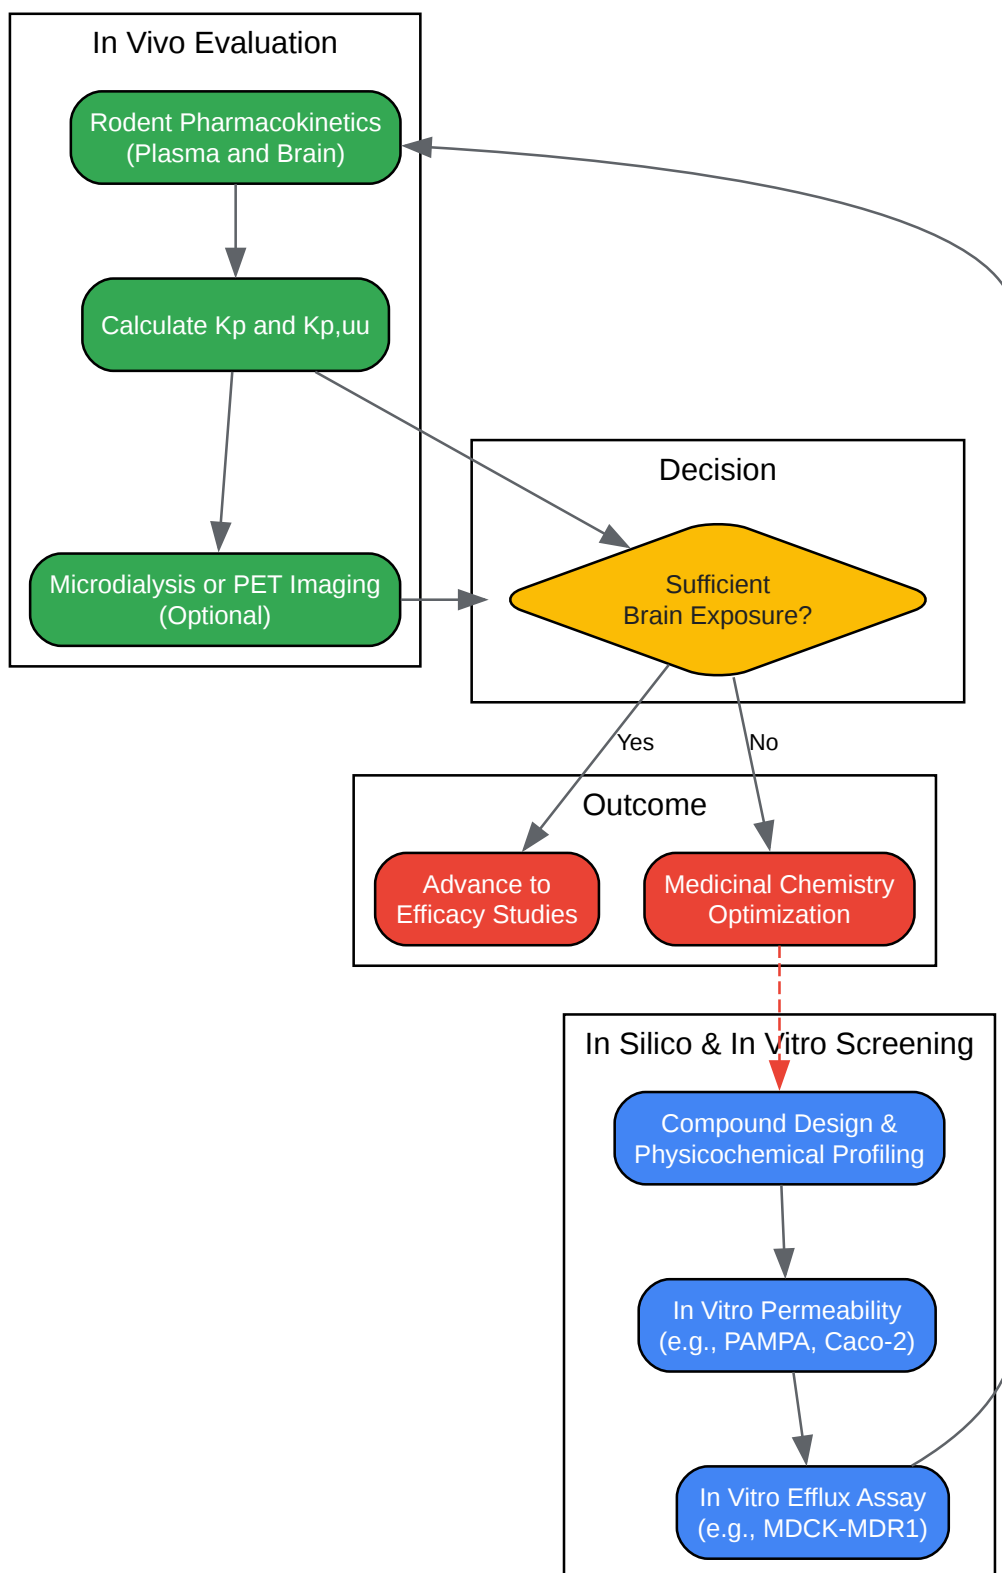 In Vivo Evaluation
Rodent Pharmacokinetics
(Plasma and Brain)
Calculate Kp and Kp,uu
Microdialysis or PET Imaging
(Optional)
Decision
Sufficient
Brain Exposure?
Yes
No
Outcome
Advance to
Efficacy Studies
Medicinal Chemistry
Optimization
In Silico & In Vitro Screening
Compound Design &
Physicochemical Profiling
In Vitro Permeability
(e.g., PAMPA, Caco-2)
In Vitro Efflux Assay
(e.g., MDCK-MDR1)